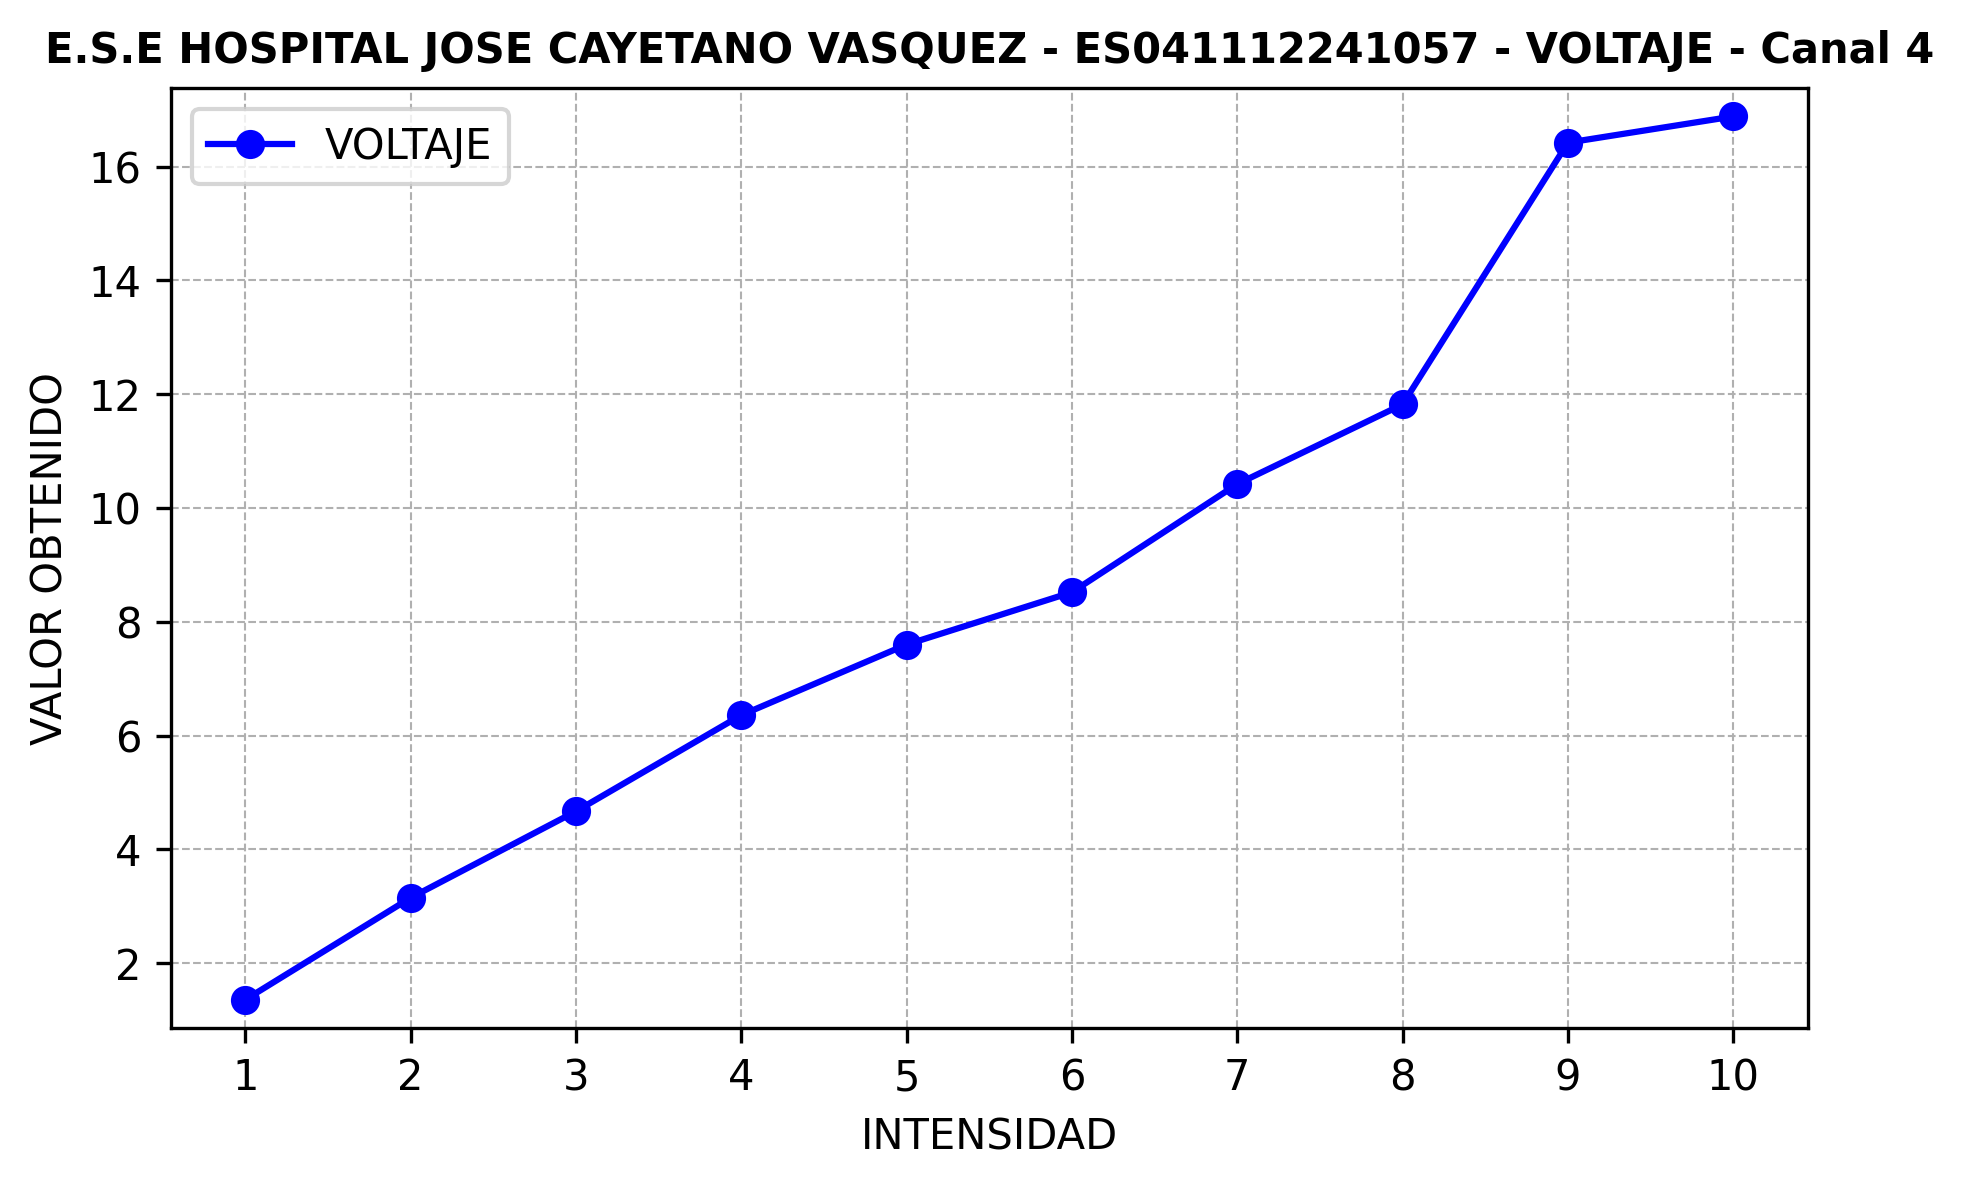 E.S.E HOSPITAL JOSE CAYETANO VASQUEZ - ES041112241057 - VOLTAJE - Canal 4
VOLTAJE
16
14
12
10
8
6
4
2
VALOR OBTENIDO
1 2 3 4 5 6 7 8 9 10
INTENSIDAD